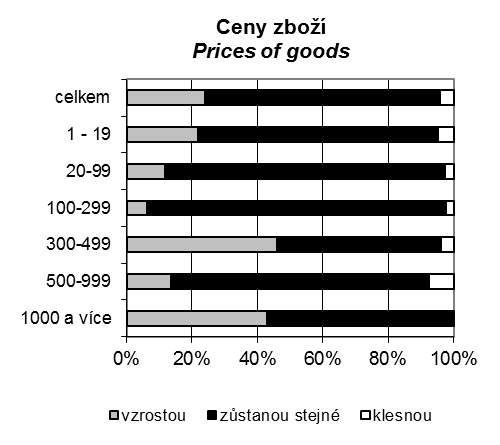 Ceny zboží
Prices of goods
celkem
1 - 19
20-99
100-299
300-499
500-999
1000 a více
0% 20% 40% 60% 80% 100%
vzrostou zůstanou stejné klesnou